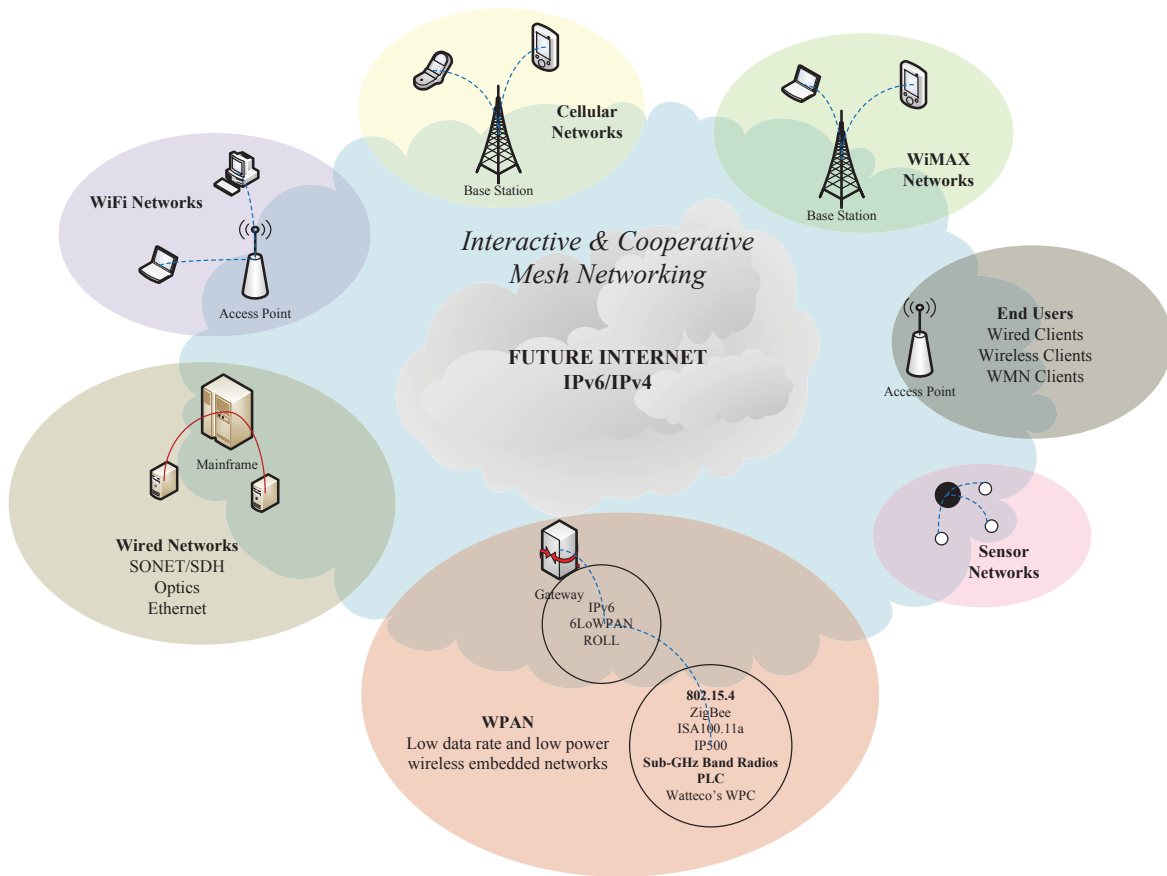 Cellular
Networks
Base Station
WiMAX
Networks
Base Station
WiFi Networks
Access Point
Interactive & Cooperative
Mesh Networking
FUTURE INTERNET
IPv6/IPv4
End Users
Wired Clients
Wireless Clients
WMN Clients
Access Point
Mainframe
Wired Networks
SONET/SDH
Optics
Ethernet
Sensor
Networks
Gateway
IPv6
6LoWPAN
ROLL
WPAN
Low data rate and low power
wireless embedded networks
802.15.4
ZigBee
ISA100.11a
IP500
Sub-GHz Band Radios
PLC
Watteco's WPC